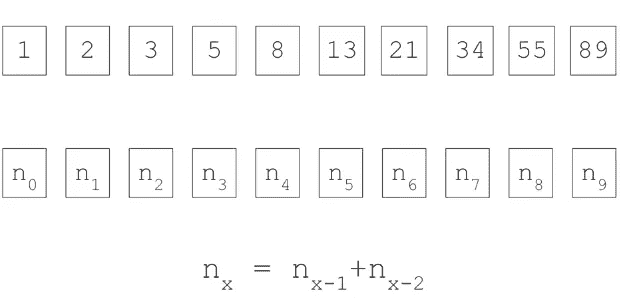 1 2 3 5 8 13 21 34 55 89
n₀ n₁ n₂ n₃ n₄ n₅ n₆ n₇ n₈ n₉
nₓ = nₓ₋₁+nₓ₋₂